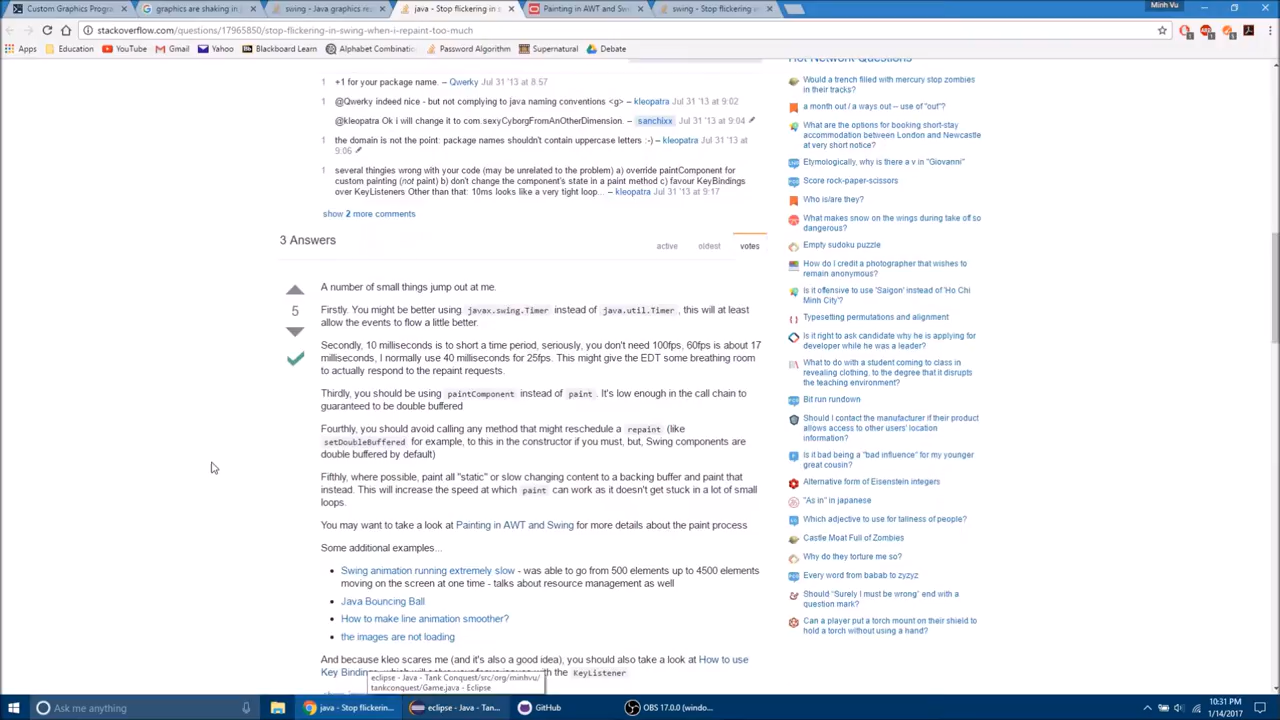 Custom Graphics Progra
graphics are shaking in j
swing - Java graphics re
java - Stop flickering in s
Painting in AWT and Sw
swing - Stop flickering in
Minh Vu
stackoverflow.com/questions/17965850/stop-flickering-in-swing-when-i-repaint-too-much
Apps
Education
YouTube
Gmail
Yahoo
Blackboard Learn
Alphabet Combination
Password Algorithm
Supernatural
Debate
1 +1 for your package name. – Qwerky Jul 31 '13 at 8:57
1 @Qwerky indeed nice - but not complying to java naming conventions <g> – kleopatra Jul 31 '13 at 9:02
@kleopatra Ok i will change it to com.sexyCyborgFromAnOtherDimension. – sanchixx Jul 31 '13 at 9:04
1 the domain is not the point: package names shouldn't contain uppercase letters :-) – kleopatra Jul 31 '13 at
9:06
1 several thingies wrong with your code (may be unrelated to the problem) a) override paintComponent for
custom painting (not paint) b) don't change the component's state in a paint method c) favour KeyBindings
over KeyListeners Other than that: 10ms looks like a very tight loop... – kleopatra Jul 31 '13 at 9:17
show 2 more comments
3 Answers
active oldest votes
5
A number of small things jump out at me.
Firstly. You might be better using javax.swing.Timer instead of java.util.Timer, this will at least
allow the events to flow a little better.
Secondly, 10 milliseconds is to short a time period, seriously, you don't need 100fps, 60fps is about 17
milliseconds, I normally use 40 milliseconds for 25fps. This might give the EDT some breathing room
to actually respond to the repaint requests.
Thirdly, you should be using paintComponent instead of paint. It's low enough in the call chain to
guaranteed to be double buffered
Fourthly, you should avoid calling any method that might reschedule a repaint (like
setDoubleBuffered for example, to this in the constructor if you must, but, Swing components are
double buffered by default)
Fifthly, where possible, paint all "static" or slow changing content to a backing buffer and paint that
instead. This will increase the speed at which paint can work as it doesn't get stuck in a lot of small
loops.
You may want to take a look at Painting in AWT and Swing for more details about the paint process
Some additional examples...
Swing animation running extremely slow - was able to go from 500 elements up to 4500 elements
moving on the screen at one time - talks about resource management as well
Java Bouncing Ball
How to make line animation smoother?
the images are not loading
And because kleo scares me (and it's also a good idea), you should also take a look at How to use
Key Bindin
the KeyListener
eclipse - Java - Tank Conquest/src/org/minhvu/
tankconquest/Game.java - Eclipse
Hot Network Questions
Would a trench filled with mercury stop zombies
in their tracks?
a month out / a ways out -- use of "out"?
What are the options for booking short-stay
accommodation between London and Newcastle
at very short notice?
Etymologically, why is there a v in "Giovanni"
Score rock-paper-scissors
Who is/are they?
What makes snow on the wings during take off so
dangerous?
Empty sudoku puzzle
How do I credit a photographer that wishes to
remain anonymous?
Is it offensive to use 'Saigon' instead of 'Ho Chi
Minh City'?
Typesetting permutations and alignment
Is it right to ask candidate why he is applying for
developer while he was a leader?
What to do with a student coming to class in
revealing clothing, to the degree that it disrupts
the teaching environment?
Bit run rundown
Should I contact the manufacturer if their product
allows access to other users' location
information?
Is it bad being a "bad influence" for my younger
great cousin?
Alternative form of Eisenstein integers
"As in" in japanese
Which adjective to use for tallness of people?
Castle Moat Full of Zombies
Why do they torture me so?
Every word from babab to zyzyz
Should "Surely I must be wrong" end with a
question mark?
Can a player put a torch mount on their shield to
hold a torch without using a hand?
Ask me anything
java - Stop flickerin...
eclipse - Java - Tan...
GitHub
OBS 17.0.0 (windo...
10:31 PM
1/14/2017